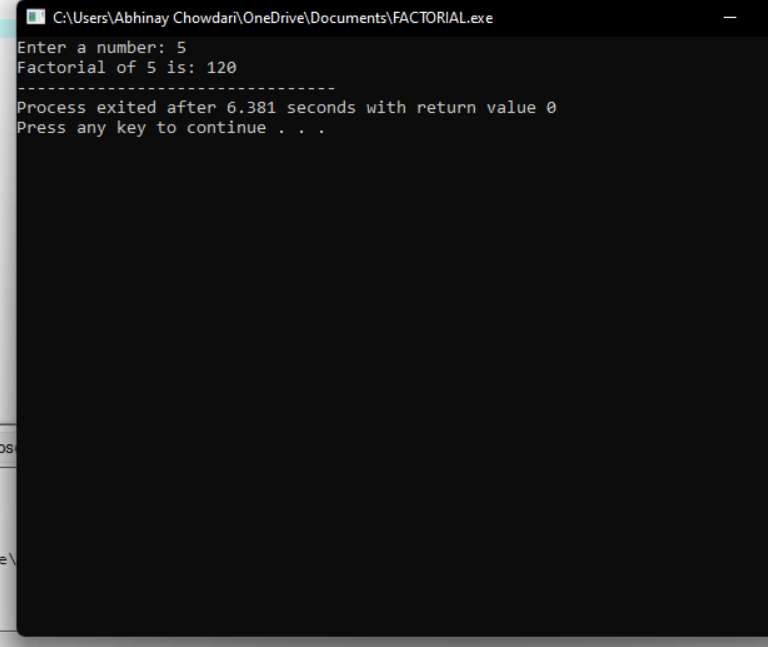 C:\Users\Abhinay Chowdari\OneDrive\Documents\FACTORIAL.exe
Enter a number: 5
Factorial of 5 is: 120
--------------------------------
Process exited after 6.381 seconds with return value 0
Press any key to continue . . .
os
e\